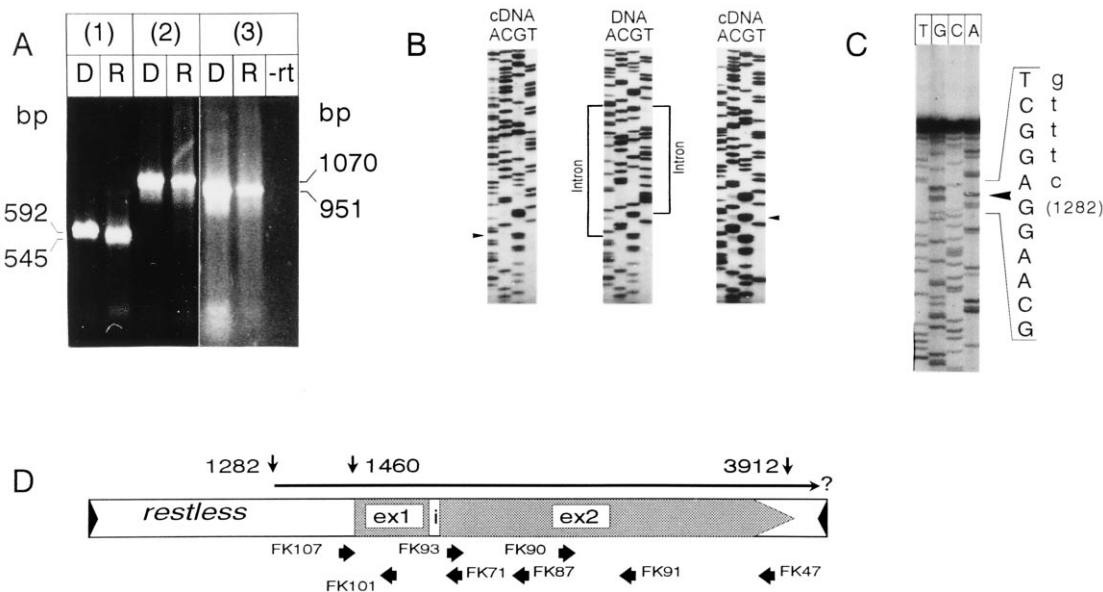 A
(1) (2) (3)
D R D R D R -rt
bp
592
545
bp
1070
951
B
cDNA
ACGT
DNA
ACGT
cDNA
ACGT
Intron
Intron
C
T G C A
T g
C t
G t
G t
A c
G (1282)
G
A
A
C
G
D
1282 1460 3912 ?
restless ex1 i ex2
FK107 FK93 FK90
FK101 FK71 FK87 FK91 FK47